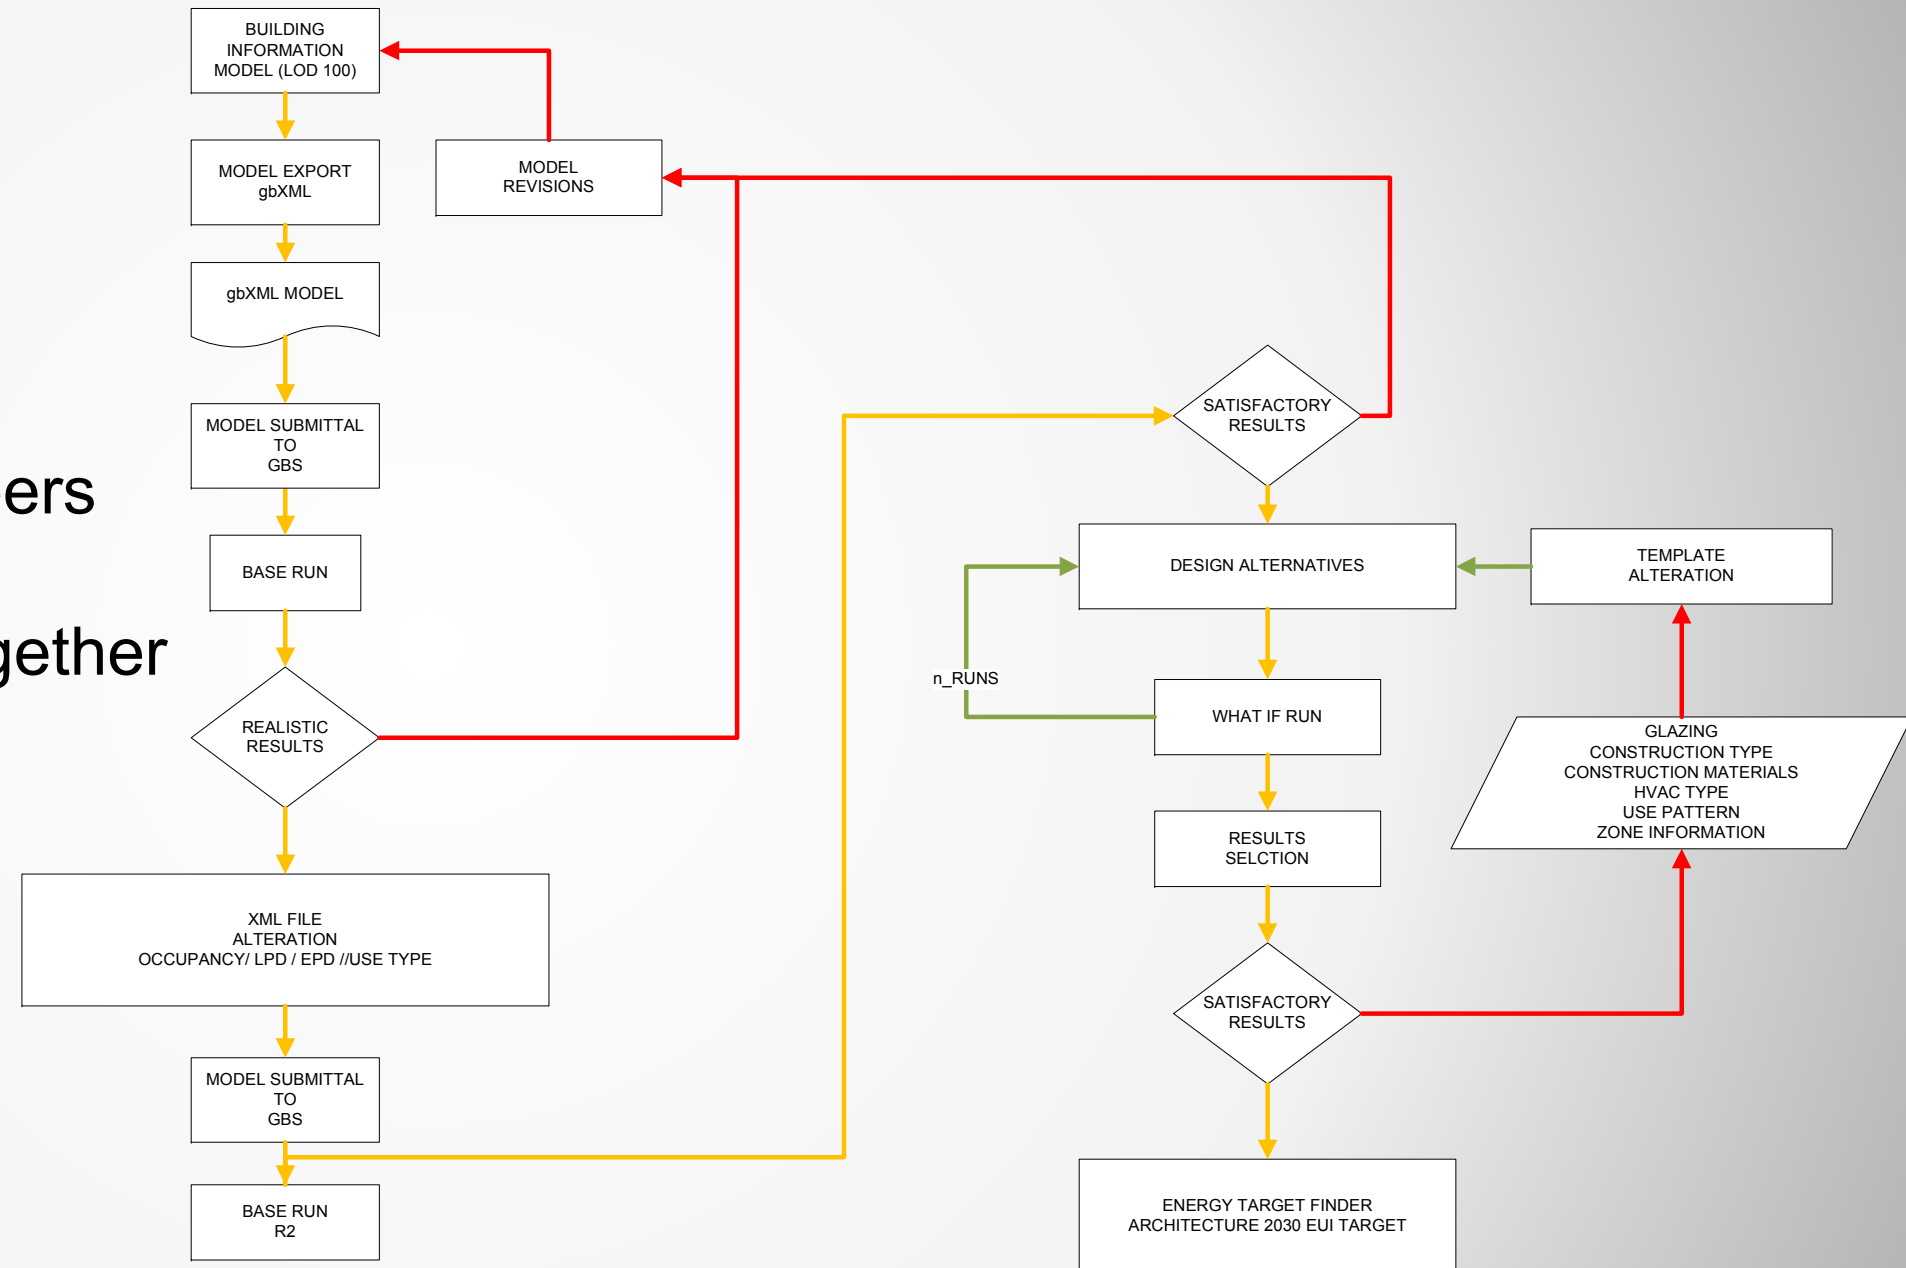 BUILDING
INFORMATION
MODEL (LOD 100)
MODEL EXPORT
gbXML
MODEL
REVISIONS
gbXML MODEL
MODEL SUBMITTAL
TO
GBS
BASE RUN
REALISTIC
RESULTS
XML FILE
ALTERATION
OCCUPANCY/ LPD / EPD //USE TYPE
MODEL SUBMITTAL
TO
GBS
BASE RUN
R2
SATISFACTORY
RESULTS
DESIGN ALTERNATIVES
TEMPLATE
ALTERATION
n_RUNS
WHAT IF RUN
GLAZING
CONSTRUCTION TYPE
CONSTRUCTION MATERIALS
HVAC TYPE
USE PATTERN
ZONE INFORMATION
RESULTS
SELCTION
SATISFACTORY
RESULTS
ENERGY TARGET FINDER
ARCHITECTURE 2030 EUI TARGET